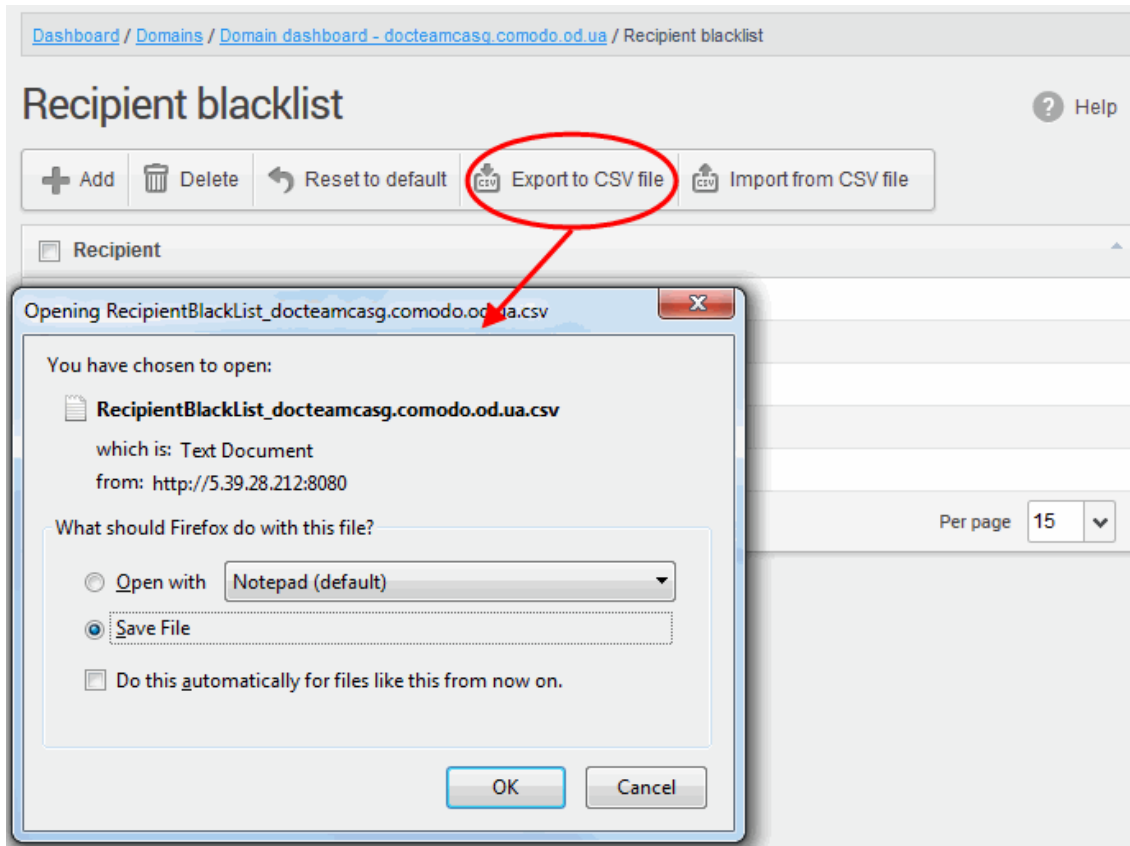 Dashboard / Domains / Domain dashboard - docteamcasg.comodo.od.ua / Recipient blacklist
Recipient blacklist
Help
Add Delete Reset to default Export to CSV file Import from CSV file
Recipient
Opening RecipientBlackList_docteamcasg.comodo.od.ua.csv
You have chosen to open:
RecipientBlackList_docteamcasg.comodo.od.ua.csv
which is: Text Document
from: http://5.39.28.212:8080
What should Firefox do with this file?
Open with Notepad (default)
Save File
Do this automatically for files like this from now on.
OK Cancel
Per page 15